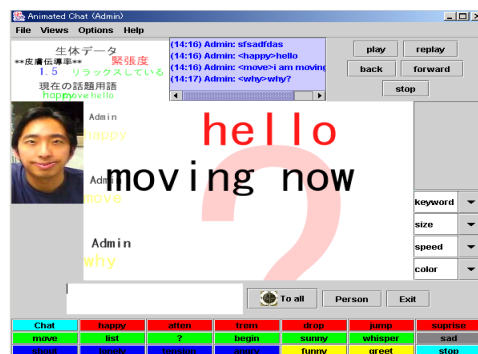 Animated Chat (Admin)
File Views Options Help
生体データ
**皮膚伝導率** 緊張度
1.5 リラックスしている
現在の話題用語
happymove hello
(14:16) Admin: sfsadfdas
(14:16) Admin: <happy>hello
(14:16) Admin: <move>i am moving
(14:17) Admin: <why>why?
play replay
back forward
stop
Admin
happy
hello
Admin
move
moving now
Admin
why
?
keyword
size
speed
color
To all Person Exit
Chat happy atten trem drop jump suprise
move list ? begin sunny whisper sad
funny greet stop